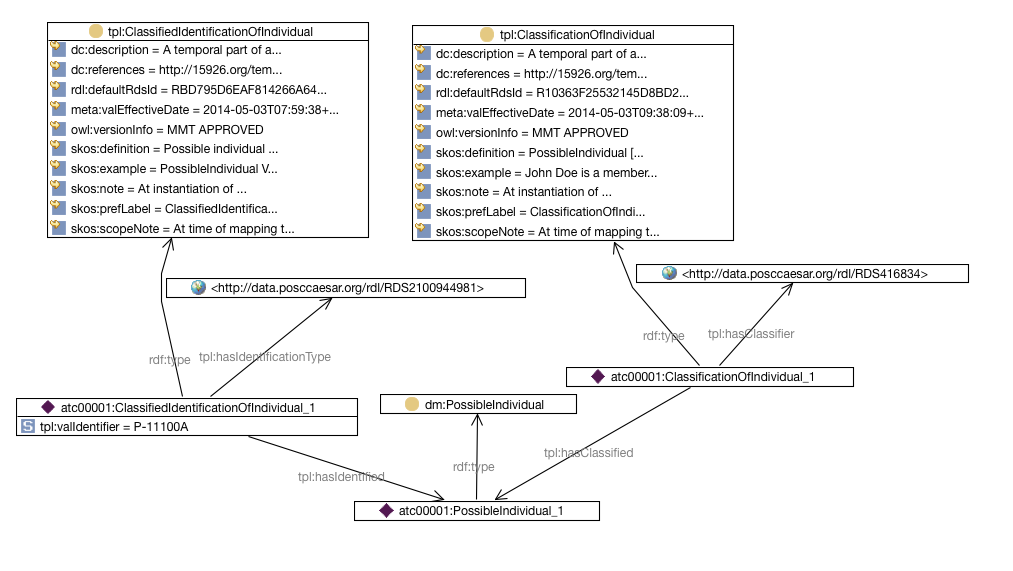 tpl:ClassifiedIdentificationOfIndividual
dc:description = A temporal part of a...
dc:references = http://15926.org/tem...
rdl:defaultRdsId = RBD795D6EAF814266A64...
meta:valEffectiveDate = 2014-05-03T07:59:38+...
owl:versionInfo = MMT APPROVED
skos:definition = Possible individual ...
skos:example = PossibleIndividual V...
skos:note = At instantiation of ...
skos:prefLabel = ClassifiedIdentifica...
skos:scopeNote = At time of mapping t...
tpl:ClassificationOfIndividual
dc:description = A temporal part of a...
dc:references = http://15926.org/tem...
rdl:defaultRdsId = R10363F25532145D8BD2...
meta:valEffectiveDate = 2014-05-03T09:38:09+...
owl:versionInfo = MMT APPROVED
skos:definition = PossibleIndividual [...
skos:example = John Doe is a member...
skos:note = At instantiation of ...
skos:prefLabel = ClassificationOfIndi...
skos:scopeNote = At time of mapping t...
<http://data.posccaesar.org/rdl/RDS2100944981>
<http://data.posccaesar.org/rdl/RDS416834>
rdf:type
tpl:hasIdentificationType
rdf:type
tpl:hasClassifier
atc00001:ClassificationOfIndividual_1
atc00001:ClassifiedIdentificationOfIndividual_1
S tpl:valIdentifier = P-11100A
dm:PossibleIndividual
tpl:hasIdentified
rdf:type
tpl:hasClassified
atc00001:PossibleIndividual_1